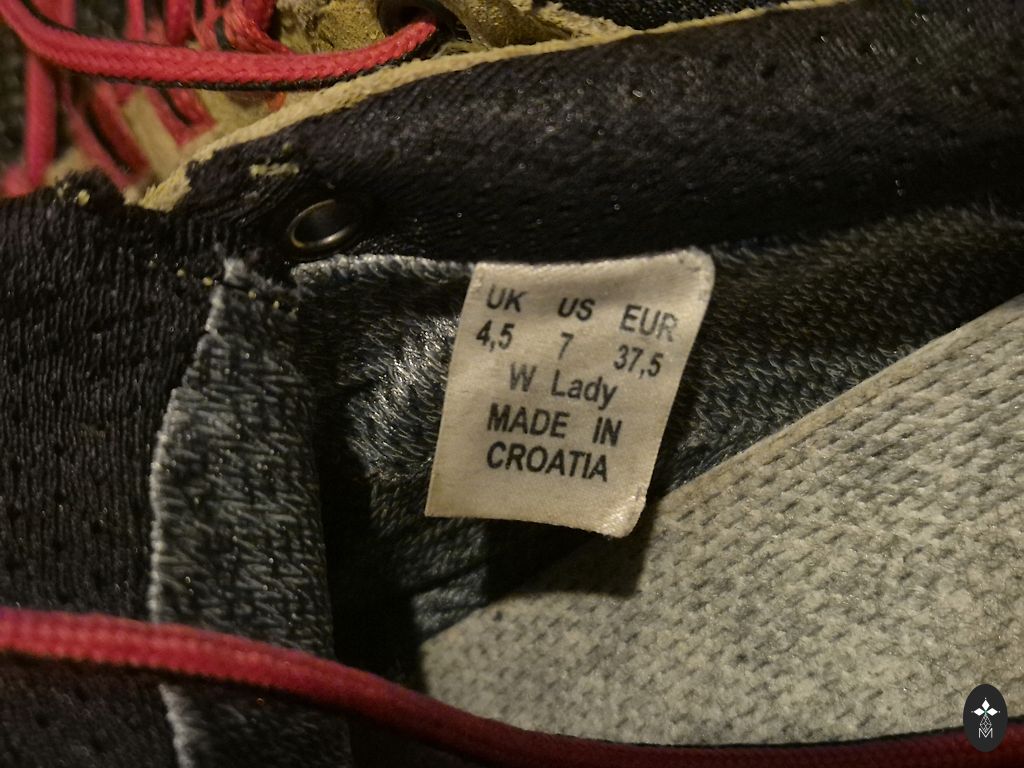 UK US EUR
4,5 7 37,5
W Lady
MADE IN
CROATIA